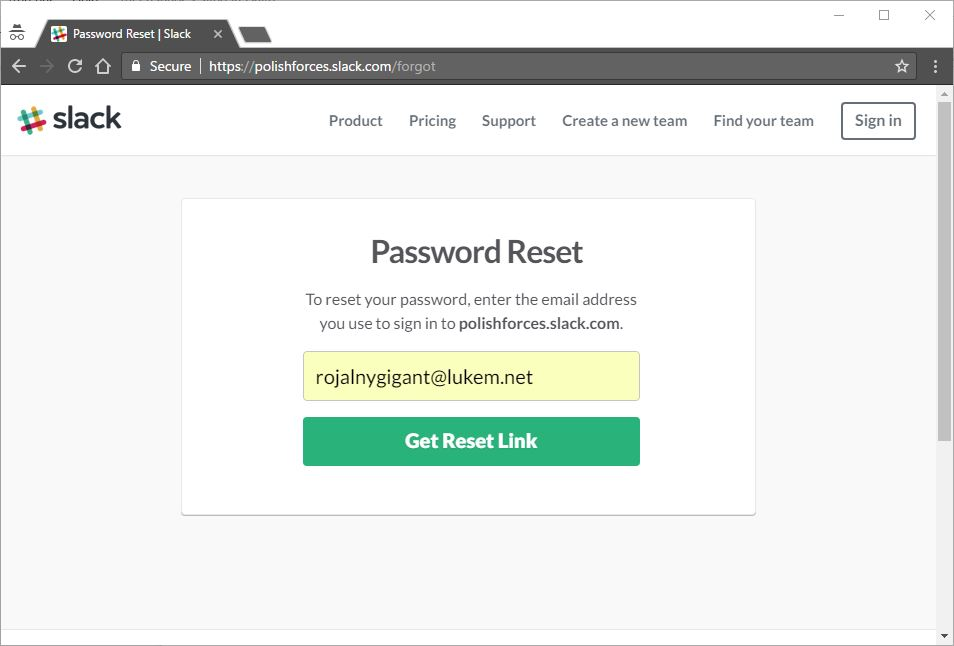 Password Reset | Slack
Secure
https://polishforces.slack.com/forgot
slack
Product
Pricing
Support
Create a new team
Find your team
Sign in
Password Reset
To reset your password, enter the email address
you use to sign in to polishforces.slack.com.
rojalnygigant@lukem.net
Get Reset Link